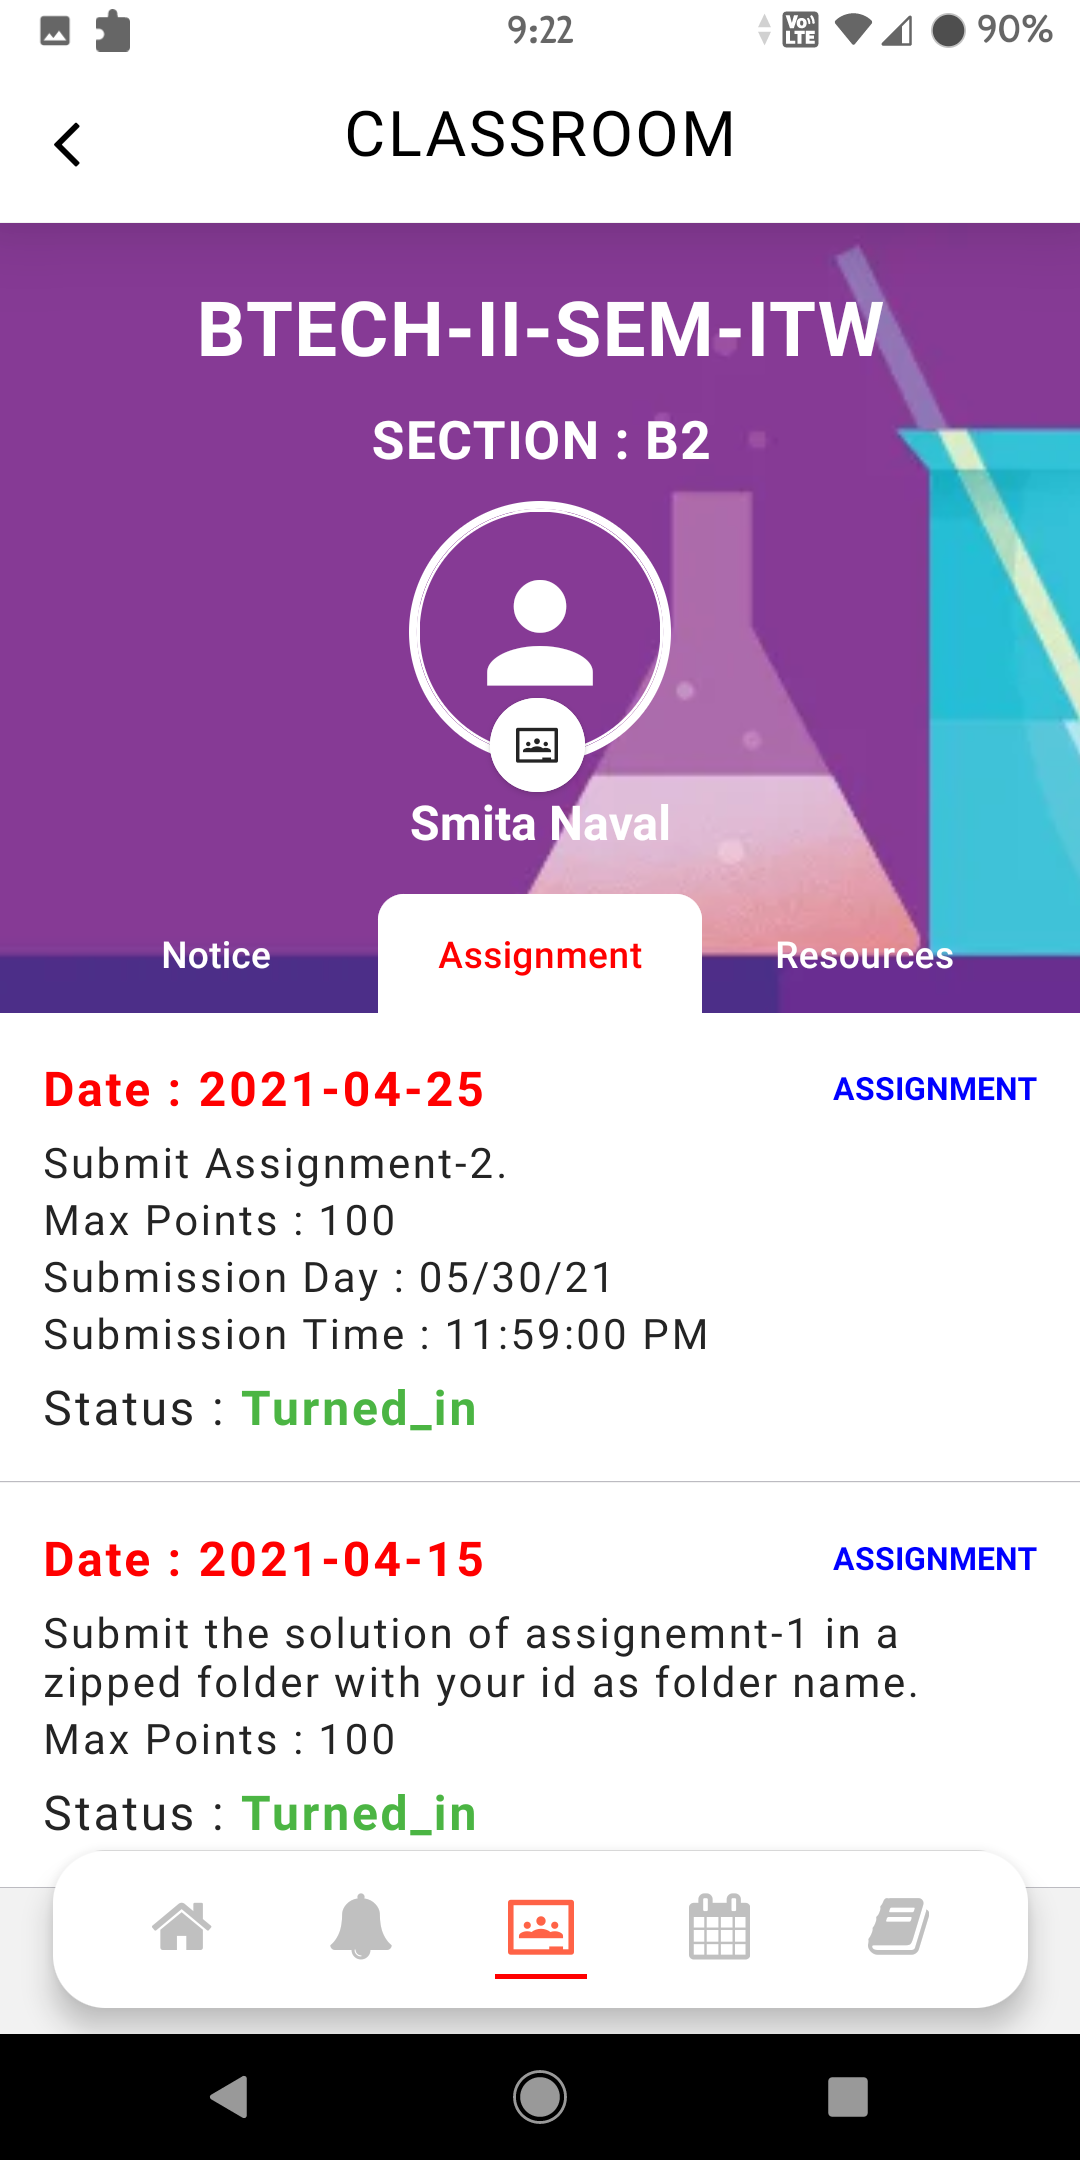 9:22
Vo
LTE
90%
CLASSROOM
BTECH-II-SEM-ITW
SECTION : B2
Smita Naval
Notice
Assignment
Resources
Date : 2021-04-25
ASSIGNMENT
Submit Assignment-2.
Max Points : 100
Submission Day : 05/30/21
Submission Time : 11:59:00 PM
Status : Turned_in
Date : 2021-04-15
ASSIGNMENT
Submit the solution of assignemnt-1 in a
zipped folder with your id as folder name.
Max Points : 100
Status : Turned_in